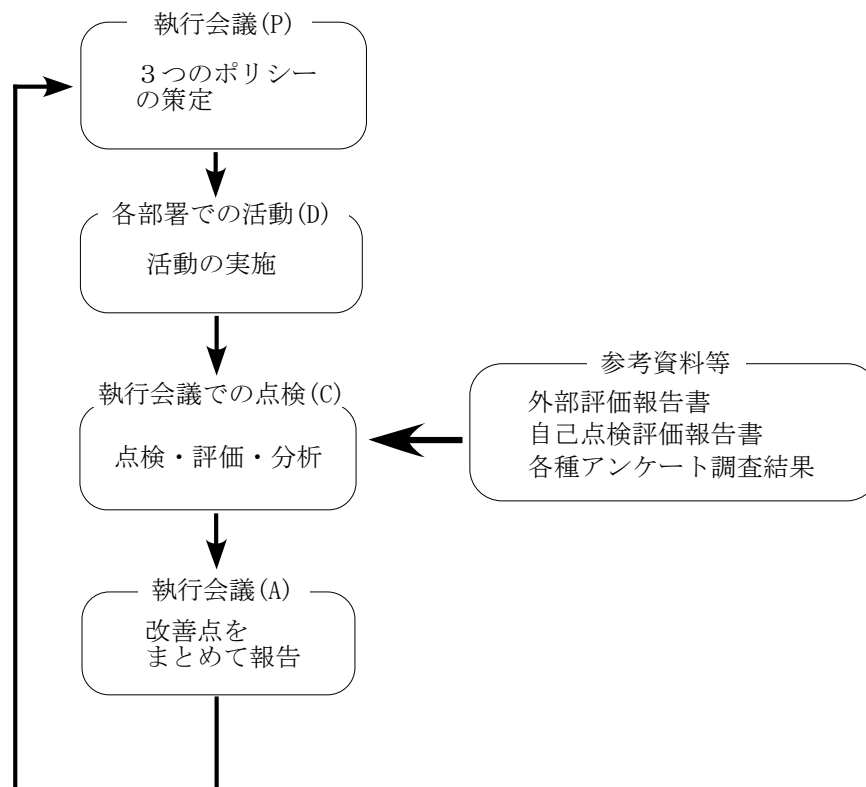 執行会議(P)
３つのポリシー
の策定
各部署での活動(D)
活動の実施
執行会議での点検(C)
点検・評価・分析
参考資料等
外部評価報告書
自己点検評価報告書
各種アンケート調査結果
執行会議(A)
改善点を
まとめて報告